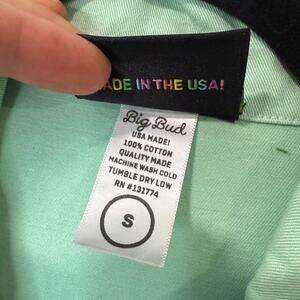 MADE IN THE USA!
Big Bud
USA MADE!
100% COTTON
QUALITY MADE
MACHINE WASH COLD
TUMBLE DRY LOW
RN #131774
S